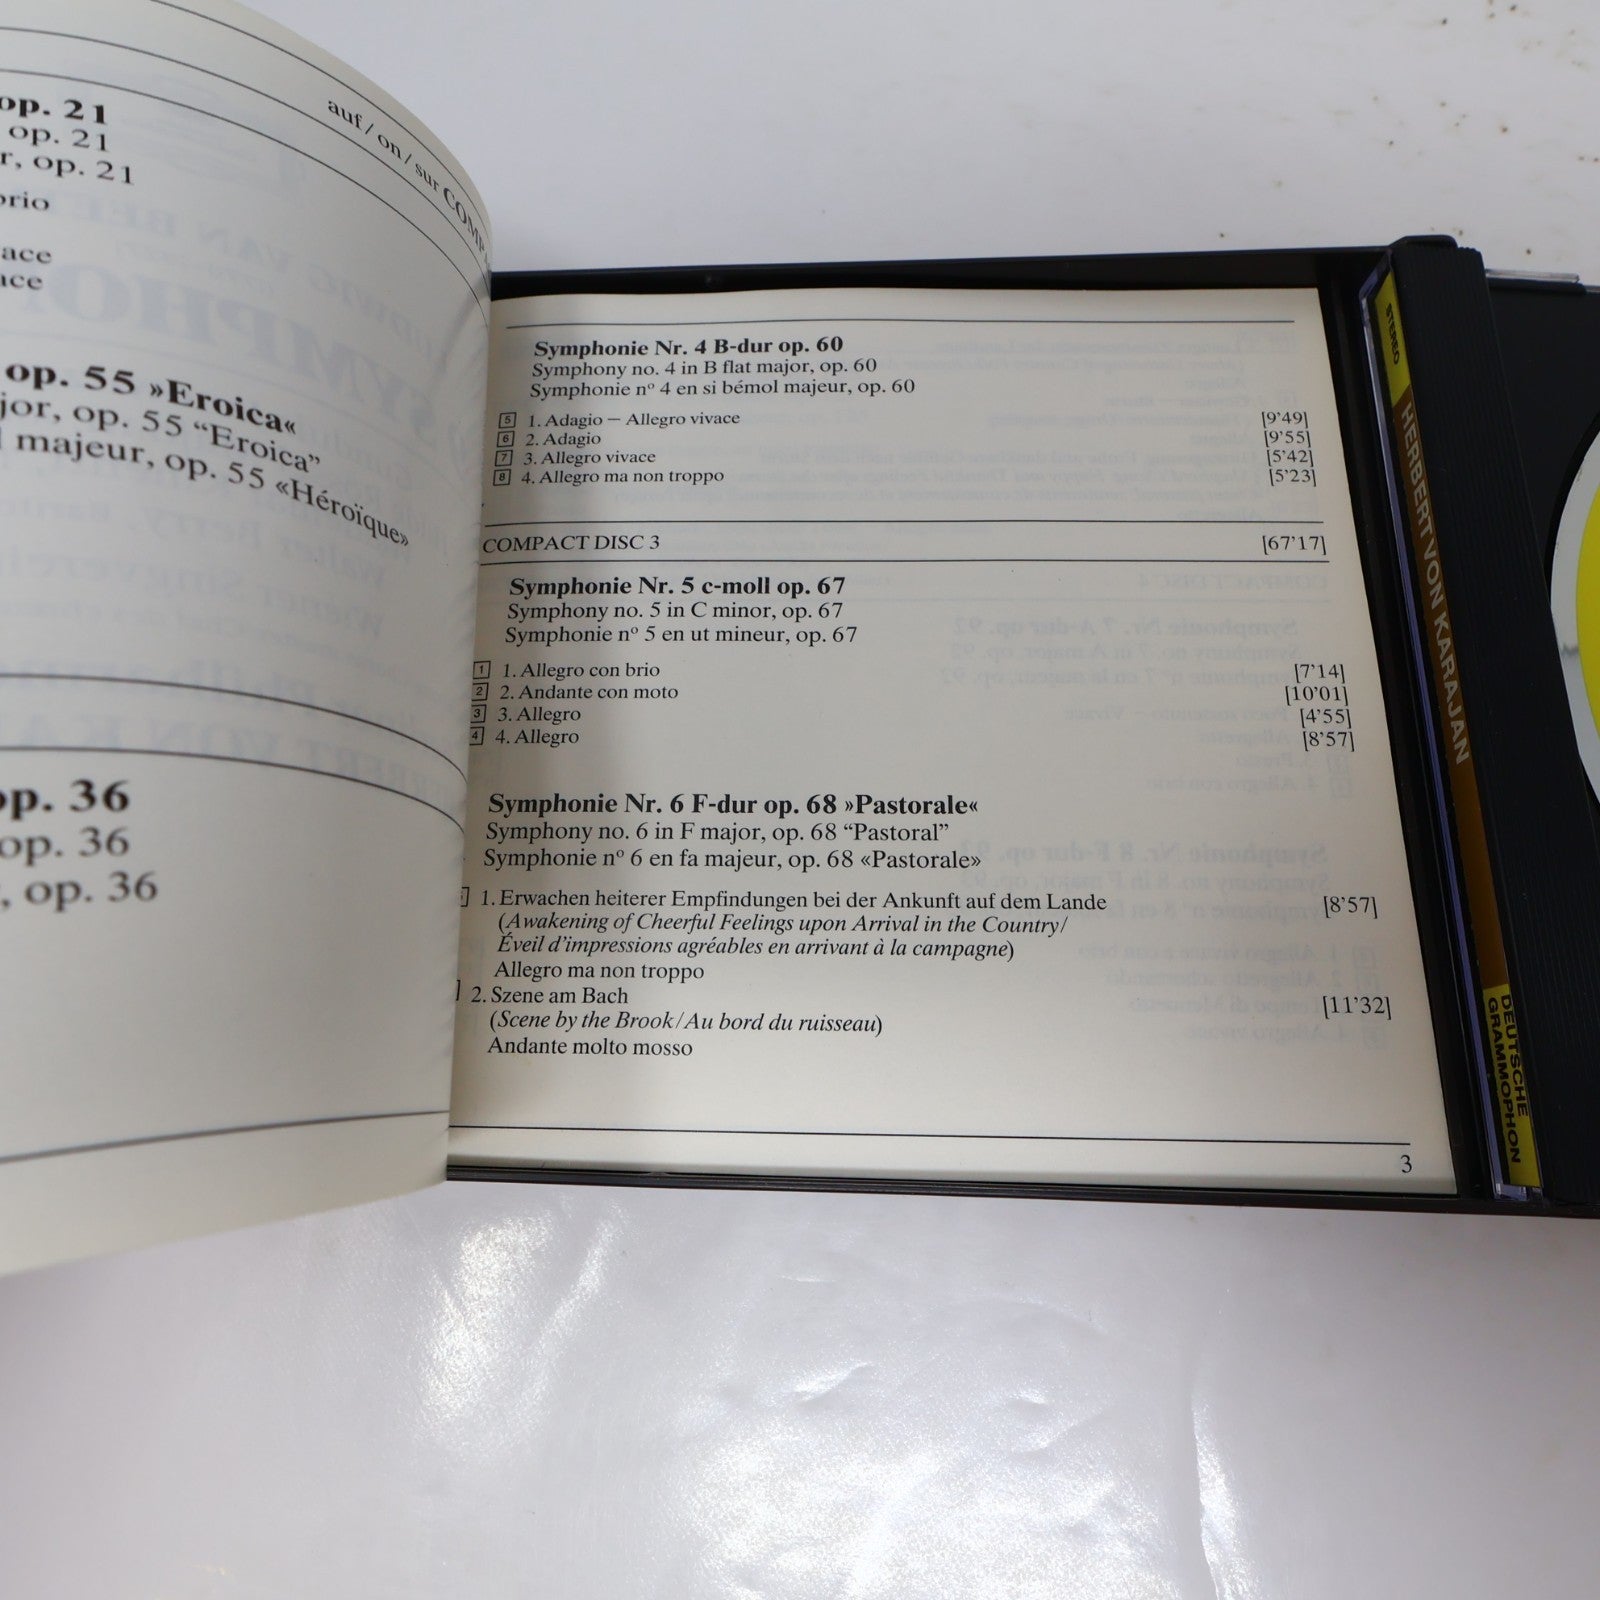 op. 21
op. 21
op. 21
auf / on / sur COMP
brio
op. 55 »Eroica«
op. 55 “Eroica”
majeur, op. 55 «Héroïque»
op. 36
op. 36
op. 36
Symphonie Nr. 4 B-dur op. 60
Symphony no. 4 in B flat major, op. 60
Symphonie nº 4 en si bémol majeur, op. 60
5 1. Adagio – Allegro vivace [9’49]
6 2. Adagio [9’55]
7 3. Allegro vivace [5’42]
8 4. Allegro ma non troppo [5’23]
COMPACT DISC 3 [67’17]
Symphonie Nr. 5 c-moll op. 67
Symphony no. 5 in C minor, op. 67
Symphonie nº 5 en ut mineur, op. 67
1 1. Allegro con brio [7’14]
2 2. Andante con moto [10’01]
3 3. Allegro [4’55]
4 4. Allegro [8’57]
Symphonie Nr. 6 F-dur op. 68 »Pastorale«
Symphony no. 6 in F major, op. 68 “Pastoral”
Symphonie nº 6 en fa majeur, op. 68 «Pastorale»
1. Erwachen heiterer Empfindungen bei der Ankunft auf dem Lande [8’57]
(Awakening of Cheerful Feelings upon Arrival in the Country/
Éveil d’impressions agréables en arrivant à la campagne)
Allegro ma non troppo
2. Szene am Bach [11’32]
(Scene by the Brook/Au bord du ruisseau)
Andante molto mosso
3
STEREO
HERBERT VON KARAJAN
DEUTSCHE
GRAMMOPHON